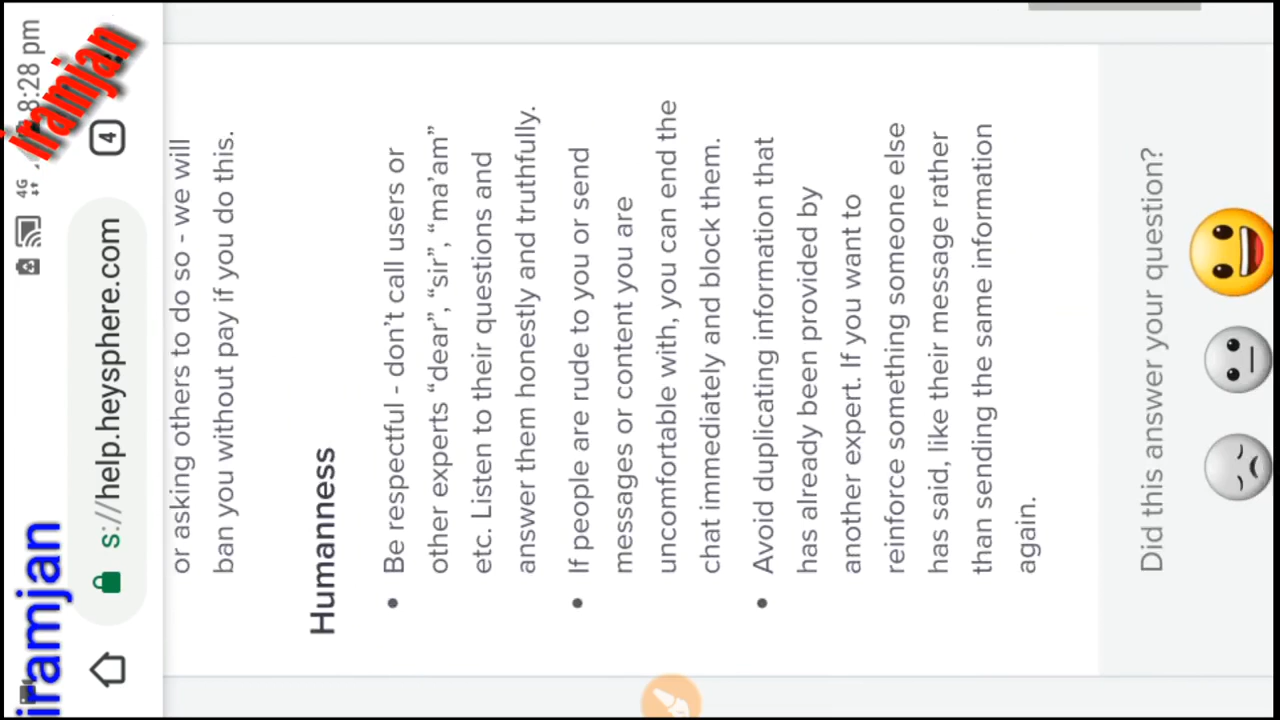 iramjan
iramjan
4G
8:28 pm
s://help.heysphere.com
4
or asking others to do so - we will
ban you without pay if you do this.
Humanness
• Be respectful - don’t call users or
other experts “dear”, “sir”, “ma’am”
etc. Listen to their questions and
answer them honestly and truthfully.
• If people are rude to you or send
messages or content you are
uncomfortable with, you can end the
chat immediately and block them.
• Avoid duplicating information that
has already been provided by
another expert. If you want to
reinforce something someone else
has said, like their message rather
than sending the same information
again.
Did this answer your question?